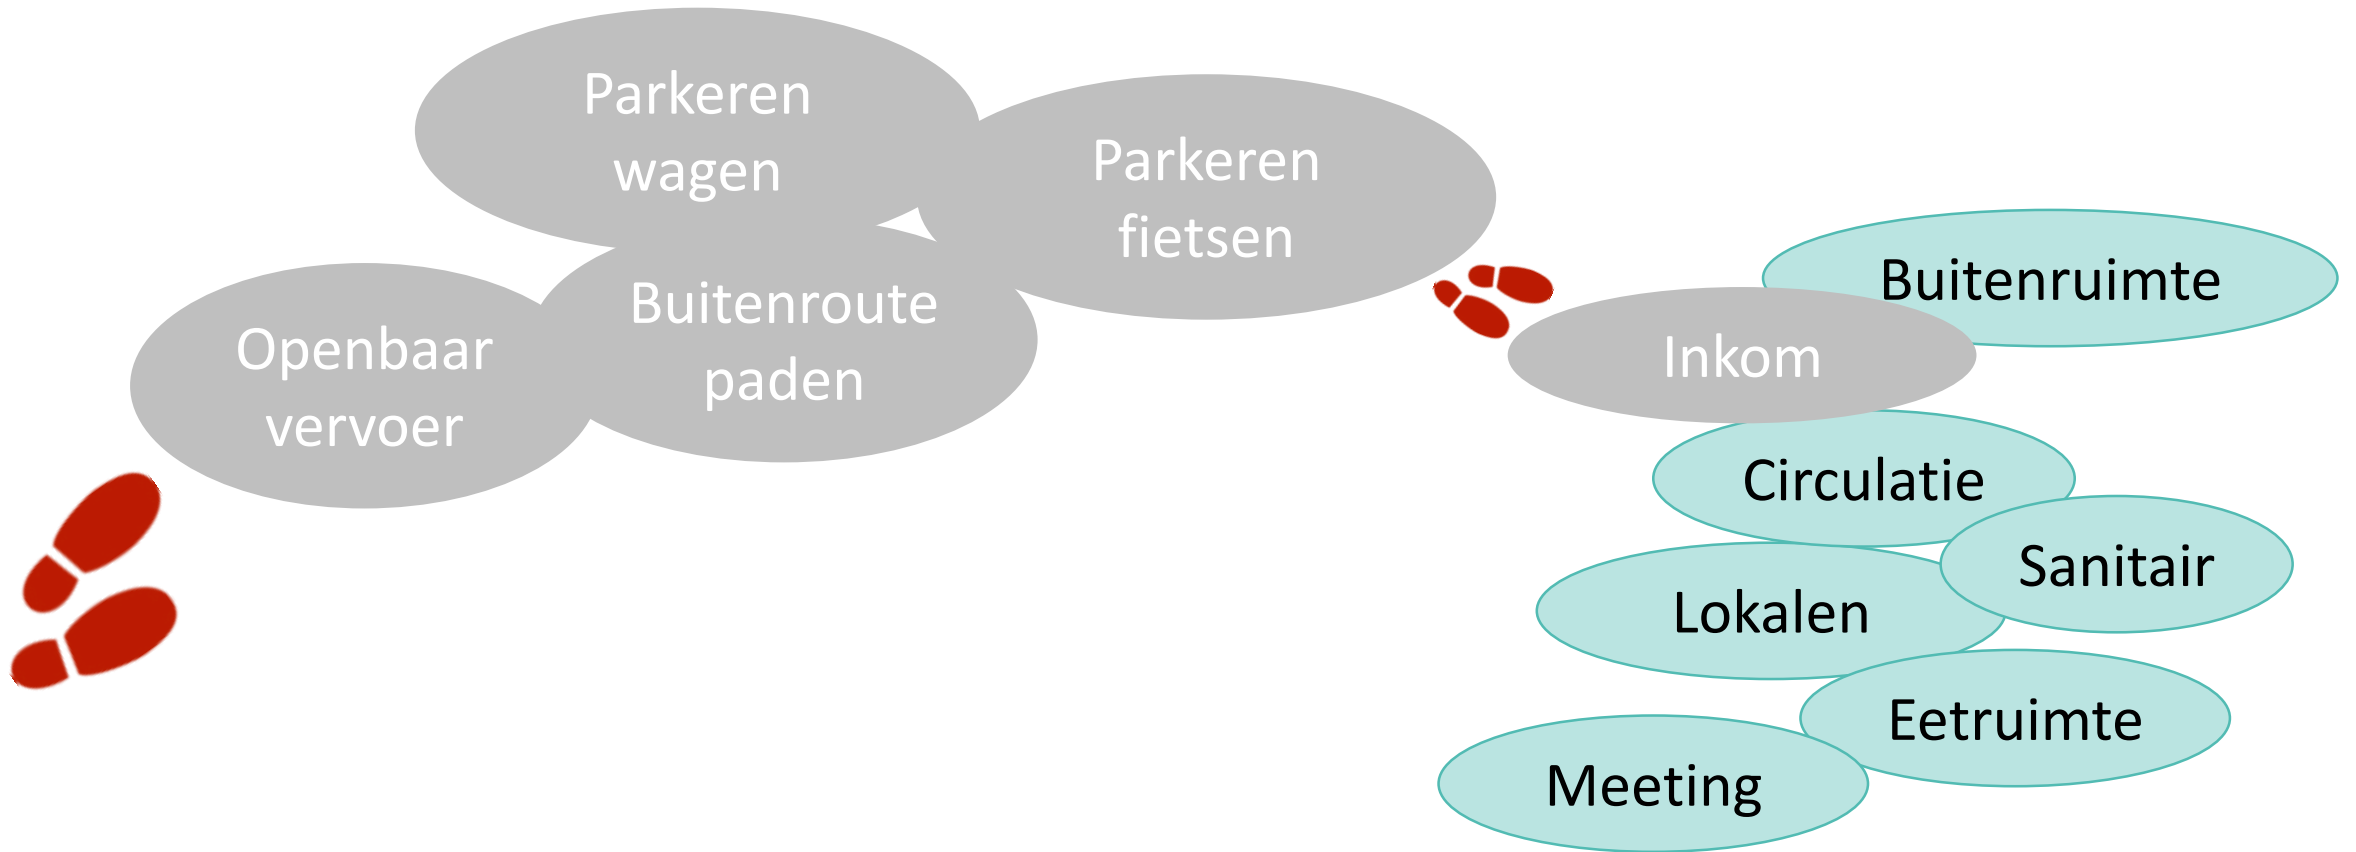 Parkeren
wagen
Parkeren
fietsen
Openbaar
vervoer
Buitenroute
paden
Buitenruimte
Inkom
Circulatie
Sanitair
Lokalen
Eetruimte
Meeting